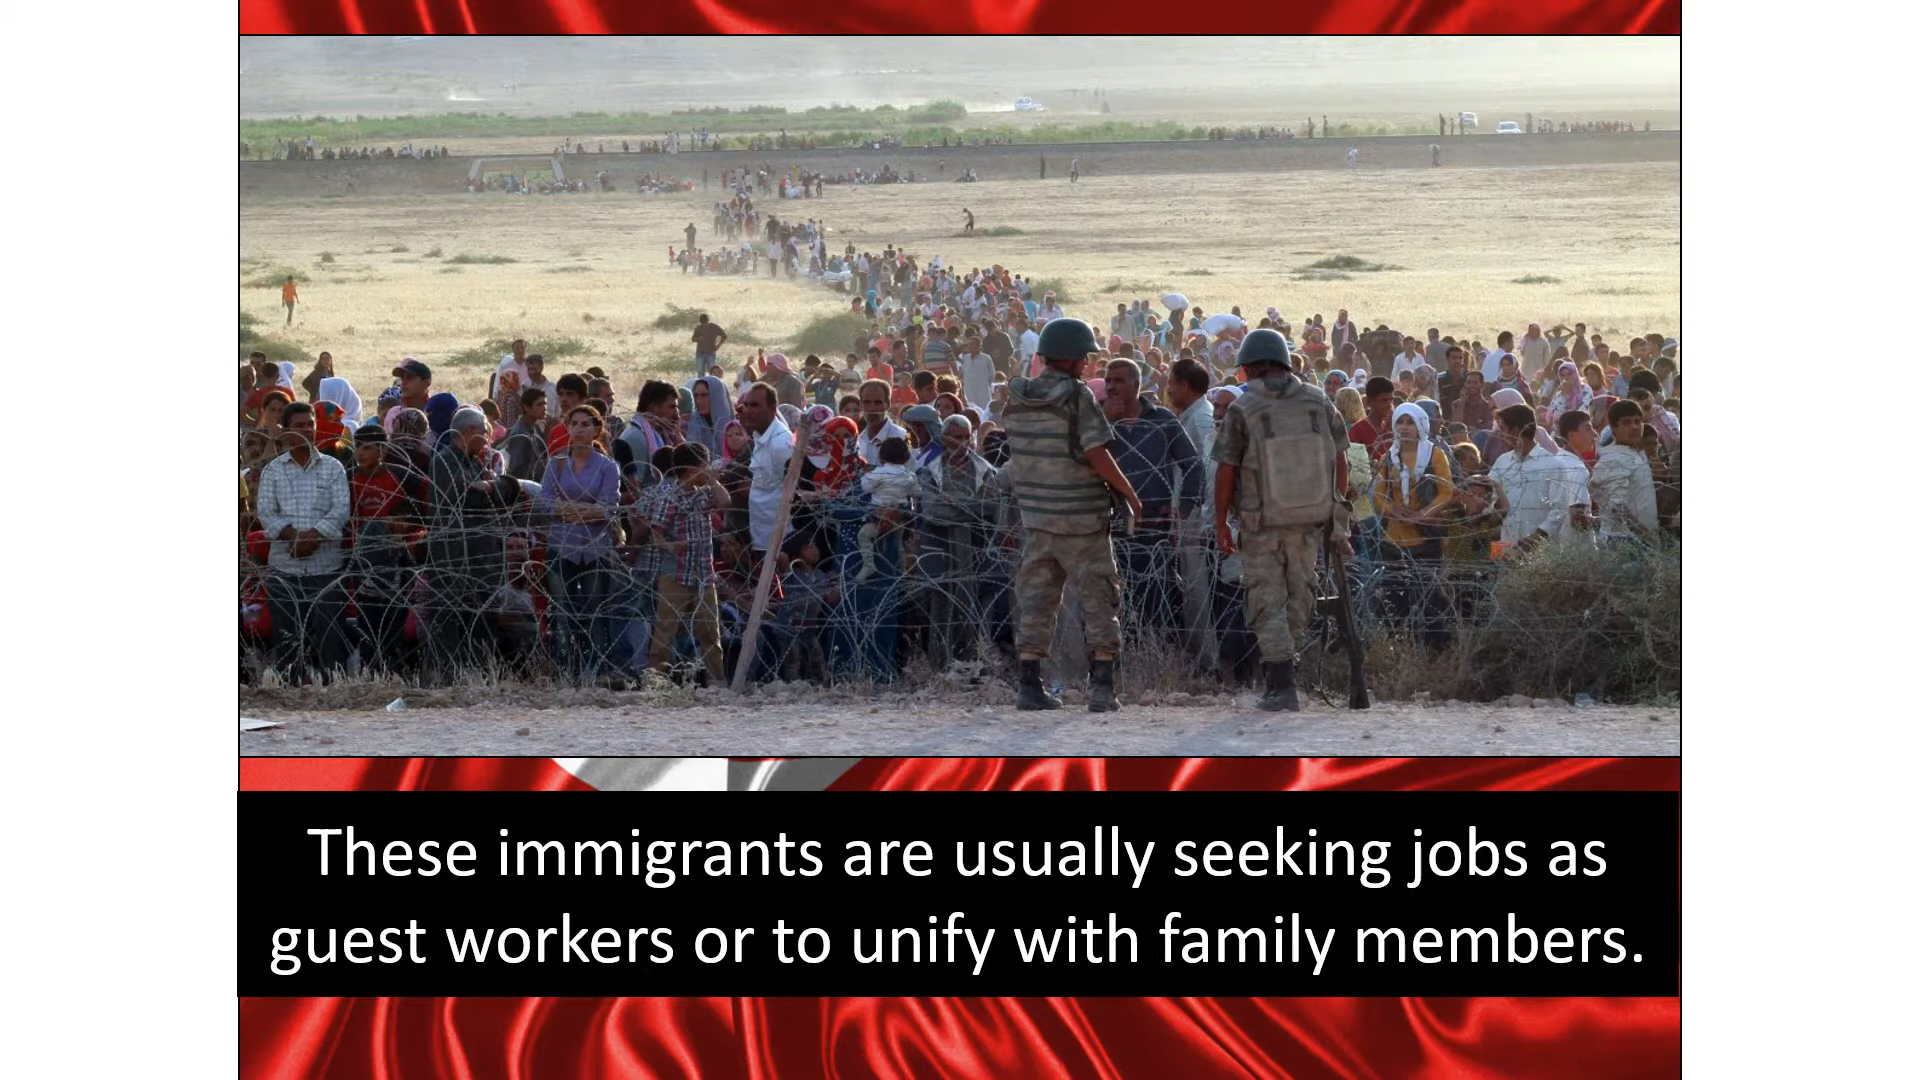 These immigrants are usually seeking jobs as
guest workers or to unify with family members.